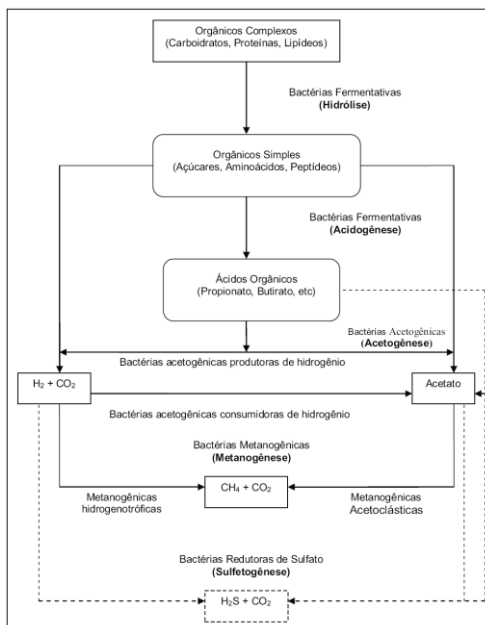 Orgânicos Complexos
(Carboidratos, Proteínas, Lipídeos)
Bactérias Fermentativas
(Hidrólise)
Orgânicos Simples
(Açúcares, Aminoácidos, Peptídeos)
Bactérias Fermentativas
(Acidogênese)
Ácidos Orgânicos
(Propionato, Butirato, etc)
Bactérias Acetogênicas
(Acetogênese)
Bactérias acetogênicas produtoras de hidrogênio
H₂ + CO₂
Acetato
Bactérias acetogênicas consumidoras de hidrogênio
Bactérias Metanogênicas
(Metanogênese)
CH₄ + CO₂
Metanogênicas
hidrogenotróficas
Metanogênicas
Acetoclásticas
Bactérias Redutoras de Sulfato
(Sulfetogênese)
H₂S + CO₂